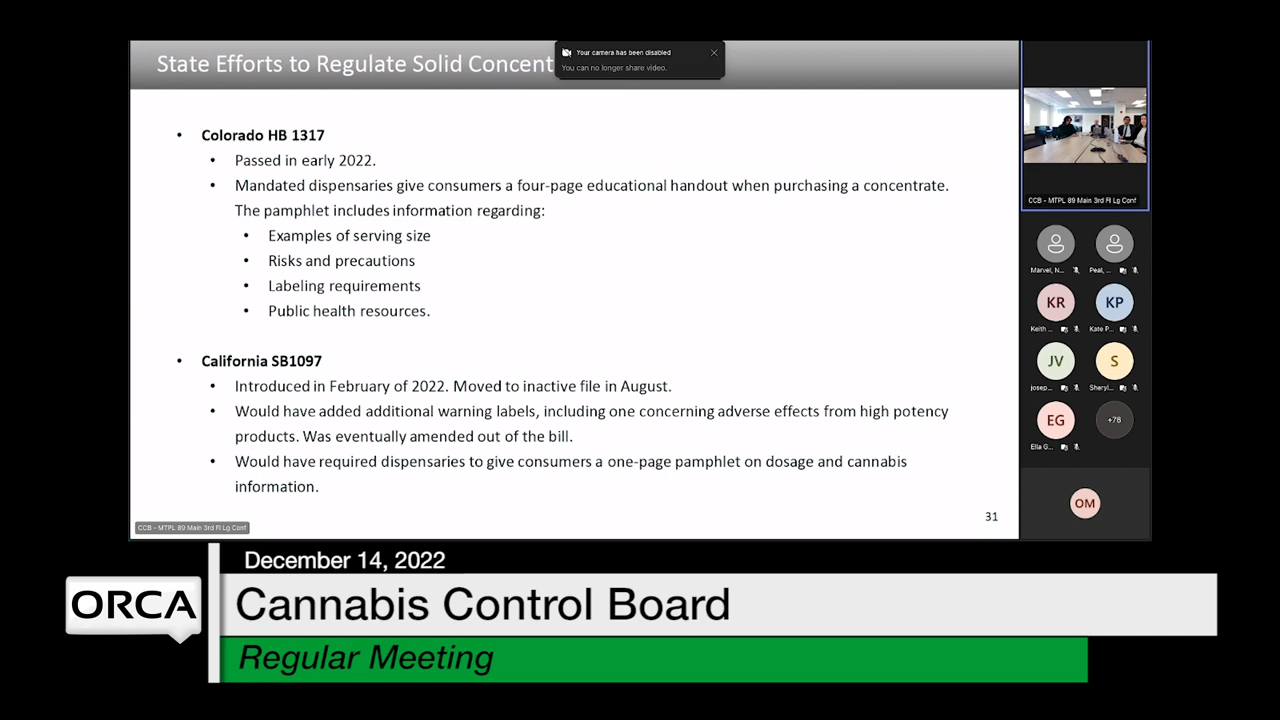 State Efforts to Regulate Solid Concent
Your camera has been disabled
You can no longer share video.
• Colorado HB 1317
• Passed in early 2022.
• Mandated dispensaries give consumers a four-page educational handout when purchasing a concentrate.
The pamphlet includes information regarding:
• Examples of serving size
• Risks and precautions
• Labeling requirements
• Public health resources.
• California SB1097
• Introduced in February of 2022. Moved to inactive file in August.
• Would have added additional warning labels, including one concerning adverse effects from high potency
products. Was eventually amended out of the bill.
• Would have required dispensaries to give consumers a one-page pamphlet on dosage and cannabis
information.
31
CCB - MTPL 89 Main 3rd Fl Lg Conf
CCB - MTPL 89 Main 3rd Fl Lg Conf
Marvel, N... Peal, ...
KR KP
Keith ... Kate P...
JV S
josep... Sheryl...
EG +78
Ella G...
OM
December 14, 2022
ORCA
Cannabis Control Board
Regular Meeting